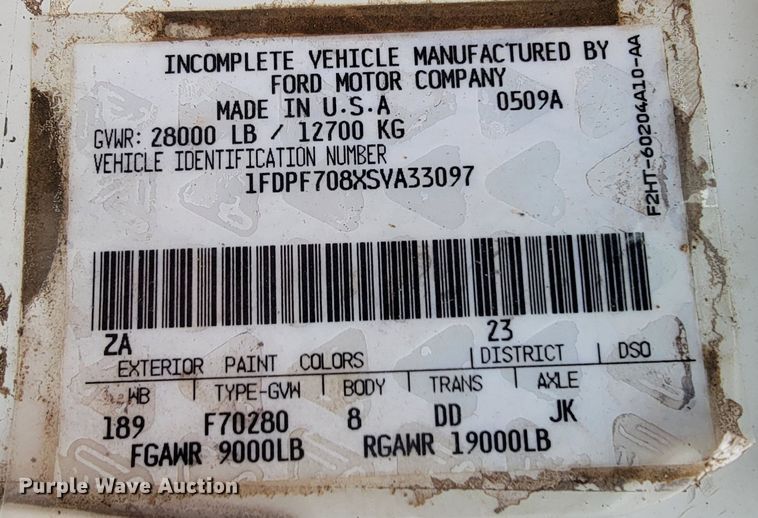 INCOMPLETE VEHICLE MANUFACTURED BY
FORD MOTOR COMPANY
MADE IN U.S.A 0509A
GVWR: 28000 LB / 12700 KG
VEHICLE IDENTIFICATION NUMBER
1FDPF708XSVA33097
F2HT-60204A10-AA
ZA 23
EXTERIOR PAINT COLORS DISTRICT DSO
WB TYPE-GVW BODY TRANS AXLE
189 F70280 8 DD JK
FGAWR 9000LB RGAWR 19000LB
Purple Wave Auction